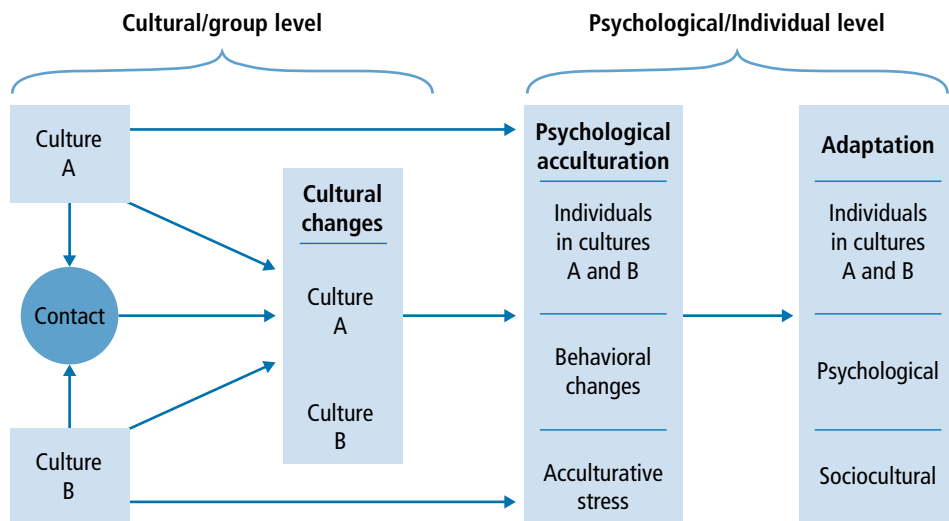 Cultural/group level
Psychological/Individual level
Culture
A
Contact
Culture
B
Cultural
changes
Culture
A
Culture
B
Psychological
acculturation
Individuals
in cultures
A and B
Behavioral
changes
Acculturative
stress
Adaptation
Individuals
in cultures
A and B
Psychological
Sociocultural